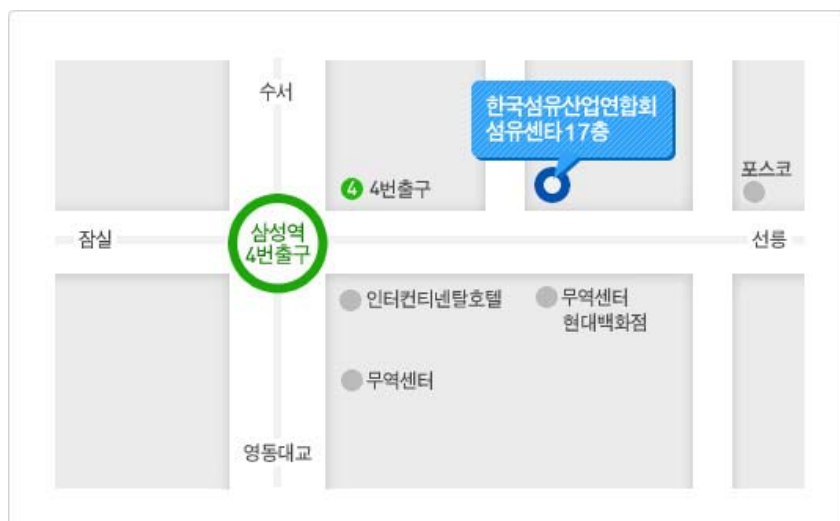 수서
한국섬유산업연합회
섬유센타 17층
포스코
4 4번출구
잠실
삼성역
4번출구
선릉
인터컨티넨탈호텔
무역센터
현대백화점
무역센터
영동대교